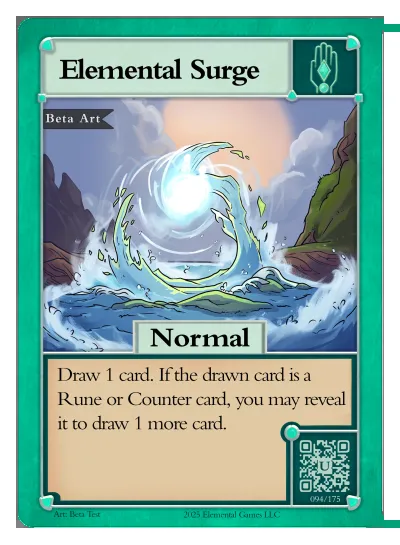 Elemental Surge
Beta Art
Normal
Draw 1 card. If the drawn card is a
Rune or Counter card, you may reveal
it to draw 1 more card.
U
094/175
Art: Beta Test
2023 Elemental Games LLC